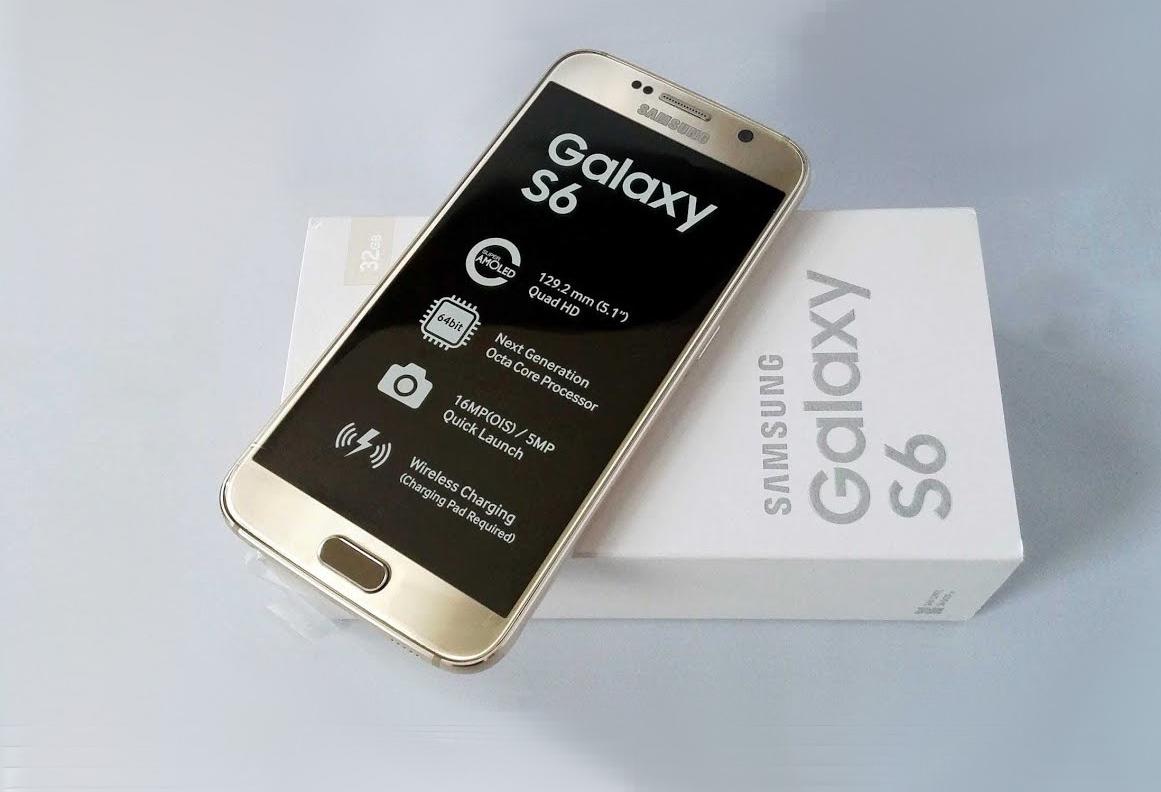 SAMSUNG
Galaxy
S6
SUPER
AMOLED
129.2 mm (5.1")
Quad HD
64bit
Next Generation
Octa Core Processor
16MP(OIS) / 5MP
Quick Launch
Wireless Charging
(Charging Pad Required)
32GB
SAMSUNG
Galaxy
S6